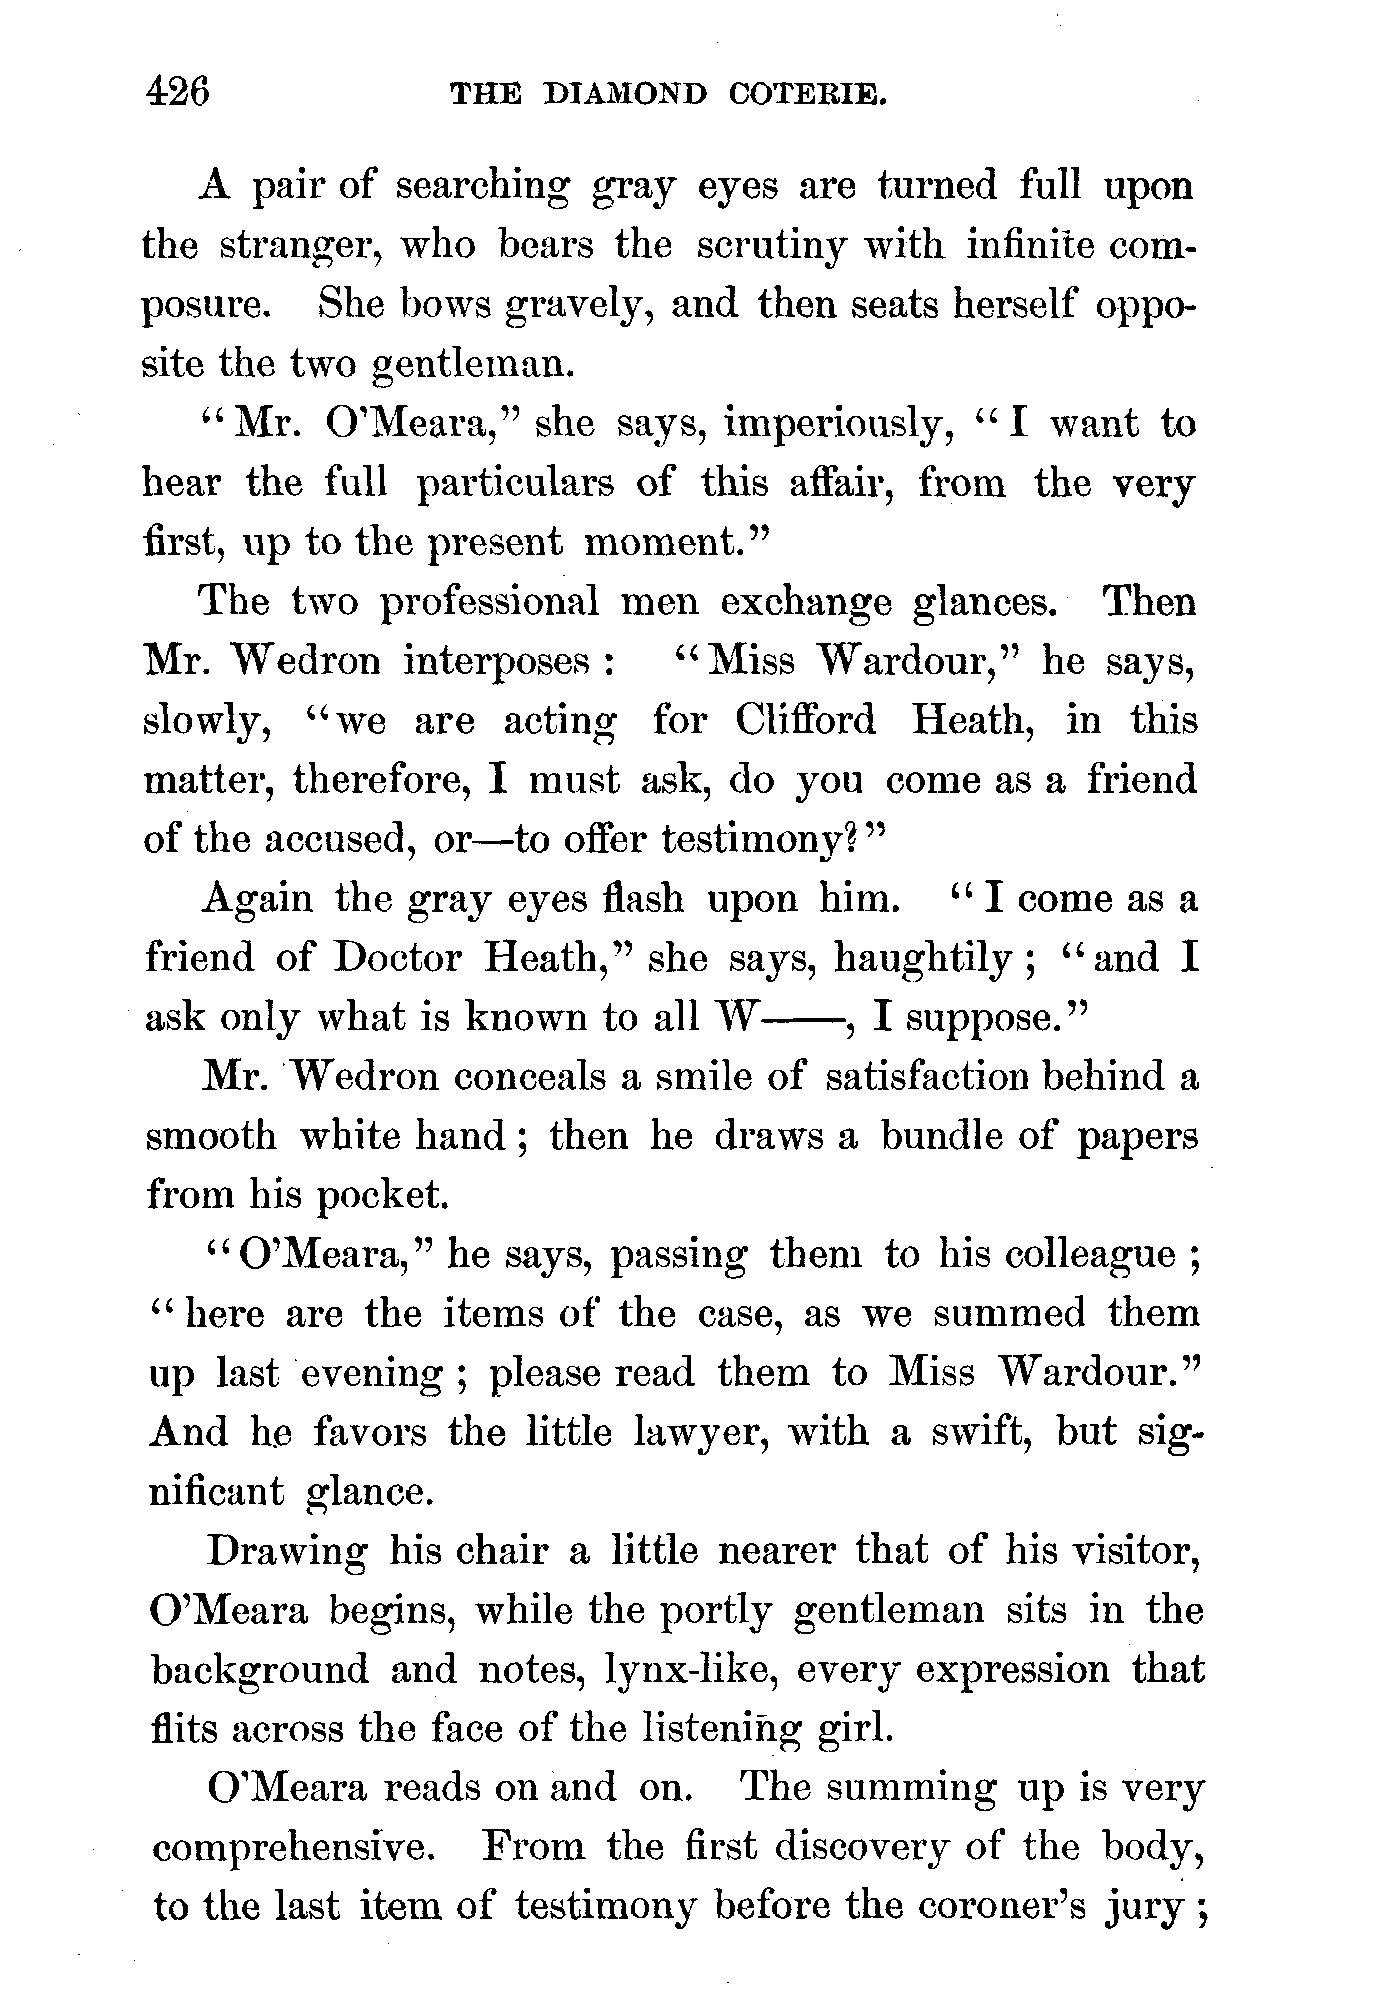 426 THE DIAMOND COTERIE.
A pair of searching gray eyes are turned full upon
the stranger, who bears the scrutiny with infinite com-
posure. She bows gravely, and then seats herself oppo-
site the two gentleman.
“Mr. O’Meara,” she says, imperiously, “I want to
hear the full particulars of this affair, from the very
first, up to the present moment.”
The two professional men exchange glances. Then
Mr. Wedron interposes : “Miss Wardour,” he says,
slowly, “we are acting for Clifford Heath, in this
matter, therefore, I must ask, do you come as a friend
of the accused, or—to offer testimony?”
Again the gray eyes flash upon him. “I come as a
friend of Doctor Heath,” she says, haughtily ; “and I
ask only what is known to all W——, I suppose.”
Mr. Wedron conceals a smile of satisfaction behind a
smooth white hand ; then he draws a bundle of papers
from his pocket.
“O’Meara,” he says, passing them to his colleague ;
“here are the items of the case, as we summed them
up last evening ; please read them to Miss Wardour.”
And he favors the little lawyer, with a swift, but sig-
nificant glance.
Drawing his chair a little nearer that of his visitor,
O’Meara begins, while the portly gentleman sits in the
background and notes, lynx-like, every expression that
flits across the face of the listening girl.
O’Meara reads on and on. The summing up is very
comprehensive. From the first discovery of the body,
to the last item of testimony before the coroner’s jury ;